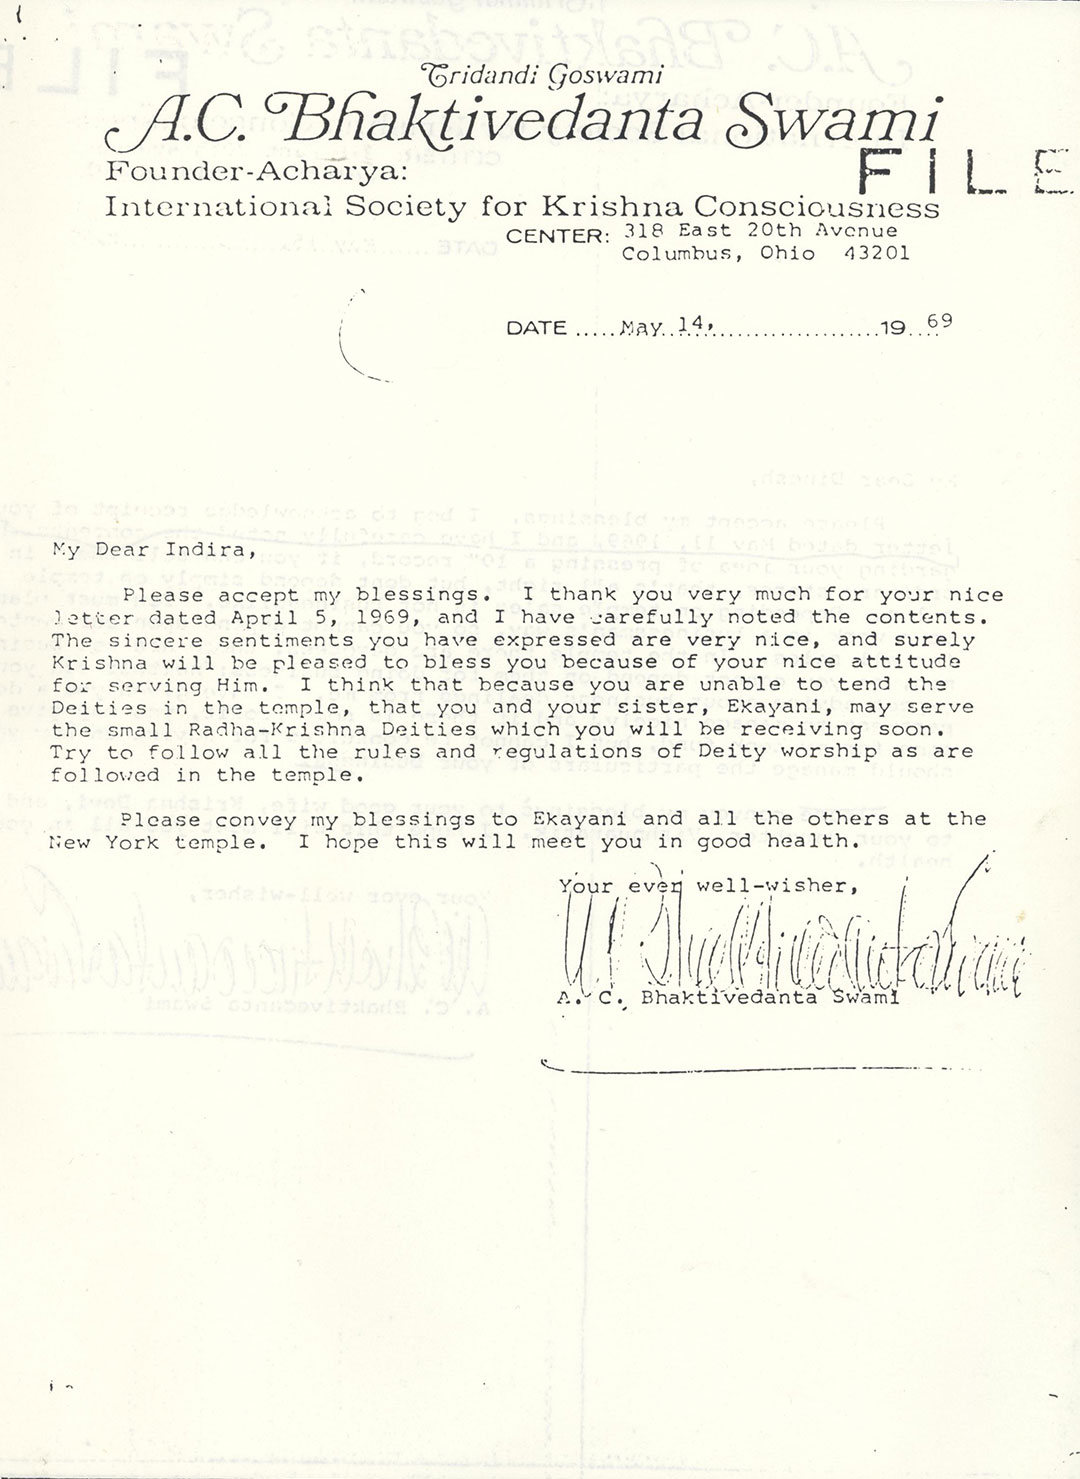 Tridandi Goswami
A.C. Bhaktivedanta Swami
Founder-Acharya:
International Society for Krishna Consciousness
FILE
CENTER: 318 East 20th Avenue
Columbus, Ohio 43201
DATE .....May 14,.....................19..69
My Dear Indira,
Please accept my blessings. I thank you very much for your nice
letter dated April 5, 1969, and I have carefully noted the contents.
The sincere sentiments you have expressed are very nice, and surely
Krishna will be pleased to bless you because of your nice attitude
for serving Him. I think that because you are unable to tend the
Deities in the temple, that you and your sister, Ekayani, may serve
the small Radha-Krishna Deities which you will be receiving soon.
Try to follow all the rules and regulations of Deity worship as are
followed in the temple.
Please convey my blessings to Ekayani and all the others at the
New York temple. I hope this will meet you in good health.
Your ever well-wisher,
A.C. Bhaktivedanta Swami
A. C. Bhaktivedanta Swami